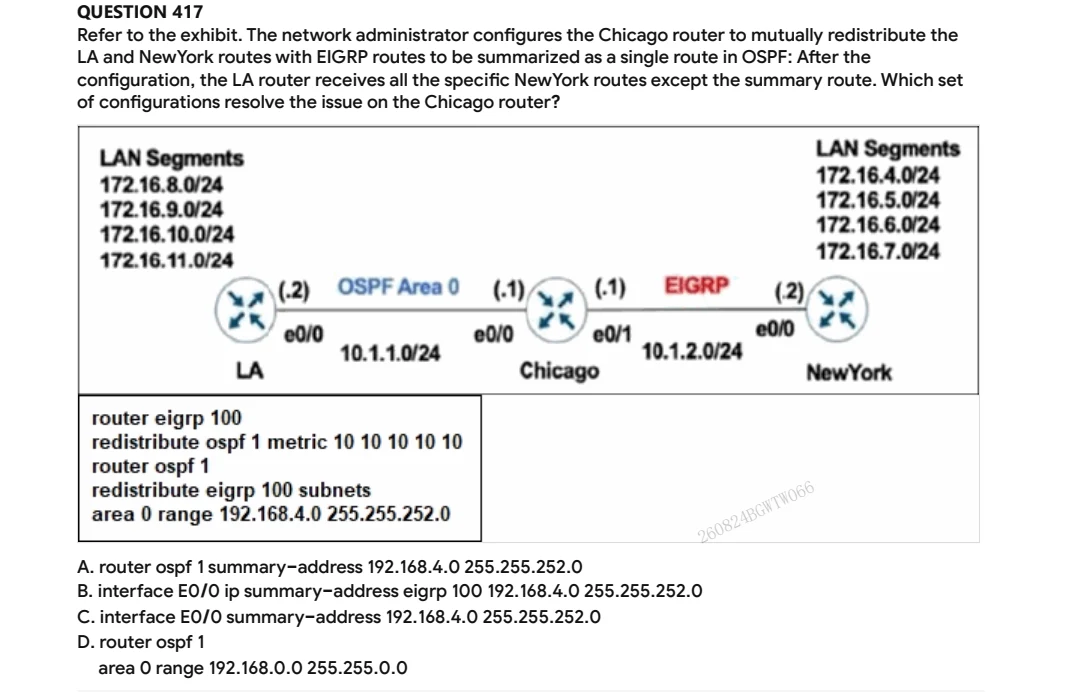 QUESTION 417
Refer to the exhibit. The network administrator configures the Chicago router to mutually redistribute the
LA and NewYork routes with EIGRP routes to be summarized as a single route in OSPF: After the
configuration, the LA router receives all the specific NewYork routes except the summary route. Which set
of configurations resolve the issue on the Chicago router?
LAN Segments
172.16.8.0/24
172.16.9.0/24
172.16.10.0/24
172.16.11.0/24
LAN Segments
172.16.4.0/24
172.16.5.0/24
172.16.6.0/24
172.16.7.0/24
(.2) OSPF Area 0 (.1) (.1) EIGRP (.2)
e0/0 e0/0 e0/1 e0/0
10.1.1.0/24 10.1.2.0/24
LA Chicago NewYork
router eigrp 100
redistribute ospf 1 metric 10 10 10 10 10
router ospf 1
redistribute eigrp 100 subnets
area 0 range 192.168.4.0 255.255.252.0
260824BGWTW066
A. router ospf 1 summary-address 192.168.4.0 255.255.252.0
B. interface E0/0 ip summary-address eigrp 100 192.168.4.0 255.255.252.0
C. interface E0/0 summary-address 192.168.4.0 255.255.252.0
D. router ospf 1
area 0 range 192.168.0.0 255.255.0.0